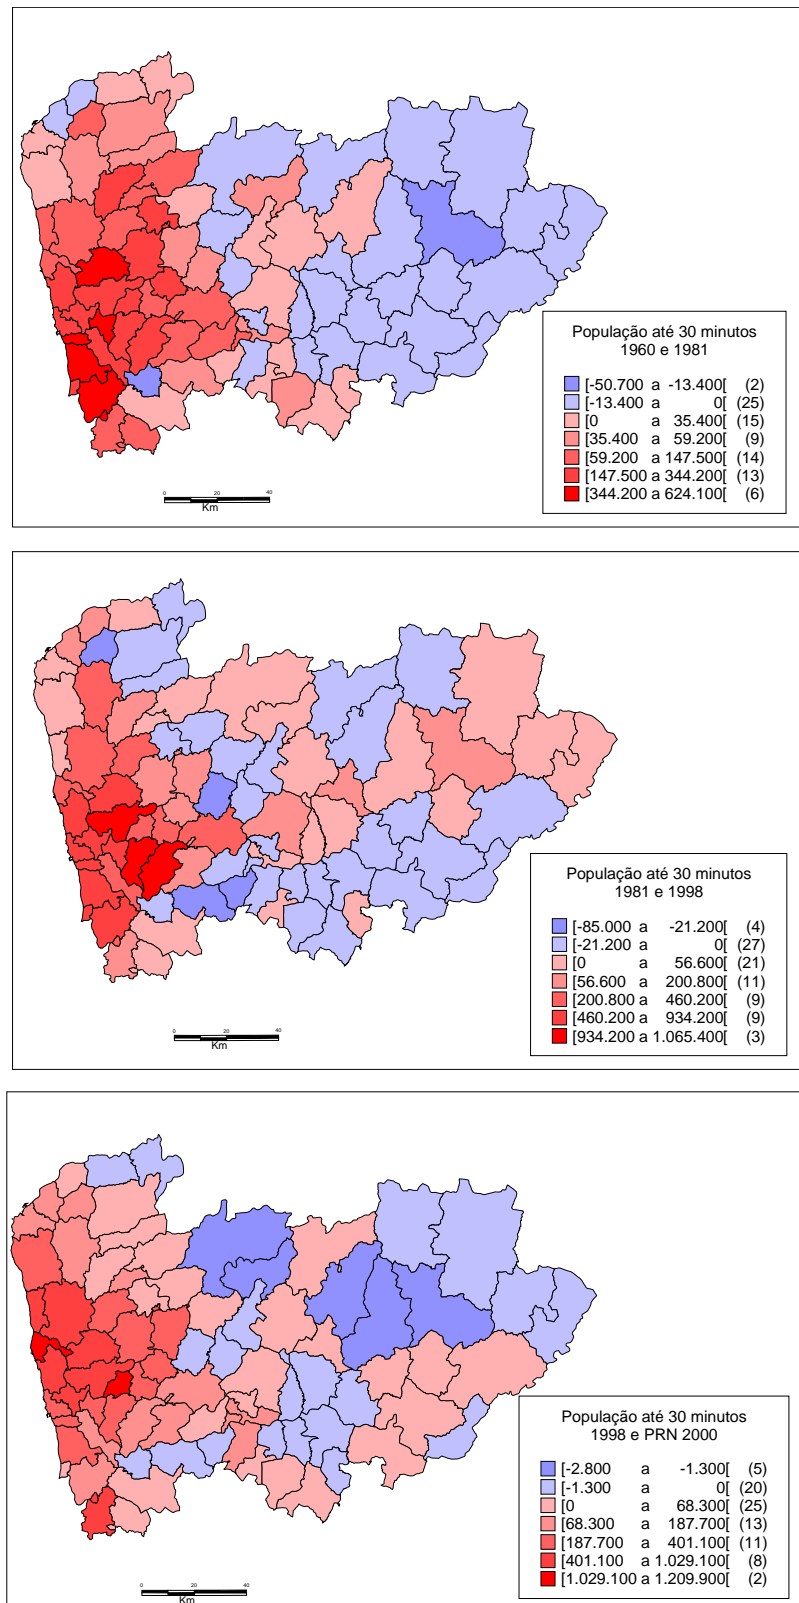 População até 30 minutos
1960 e 1981
[-50.700 a -13.400[ (2)
[-13.400 a 0[ (25)
[0 a 35.400[ (15)
[35.400 a 59.200[ (9)
[59.200 a 147.500[ (14)
[147.500 a 344.200[ (13)
[344.200 a 624.100[ (6)
0 20 40
Km
População até 30 minutos
1981 e 1998
[-85.000 a -21.200[ (4)
[-21.200 a 0[ (27)
[0 a 56.600[ (21)
[56.600 a 200.800[ (11)
[200.800 a 460.200[ (9)
[460.200 a 934.200[ (9)
[934.200 a 1.065.400[ (3)
0 20 40
Km
População até 30 minutos
1998 e PRN 2000
[-2.800 a -1.300[ (5)
[-1.300 a 0[ (20)
[0 a 68.300[ (25)
[68.300 a 187.700[ (13)
[187.700 a 401.100[ (11)
[401.100 a 1.029.100[ (8)
[1.029.100 a 1.209.900[ (2)
0 20 40
Km